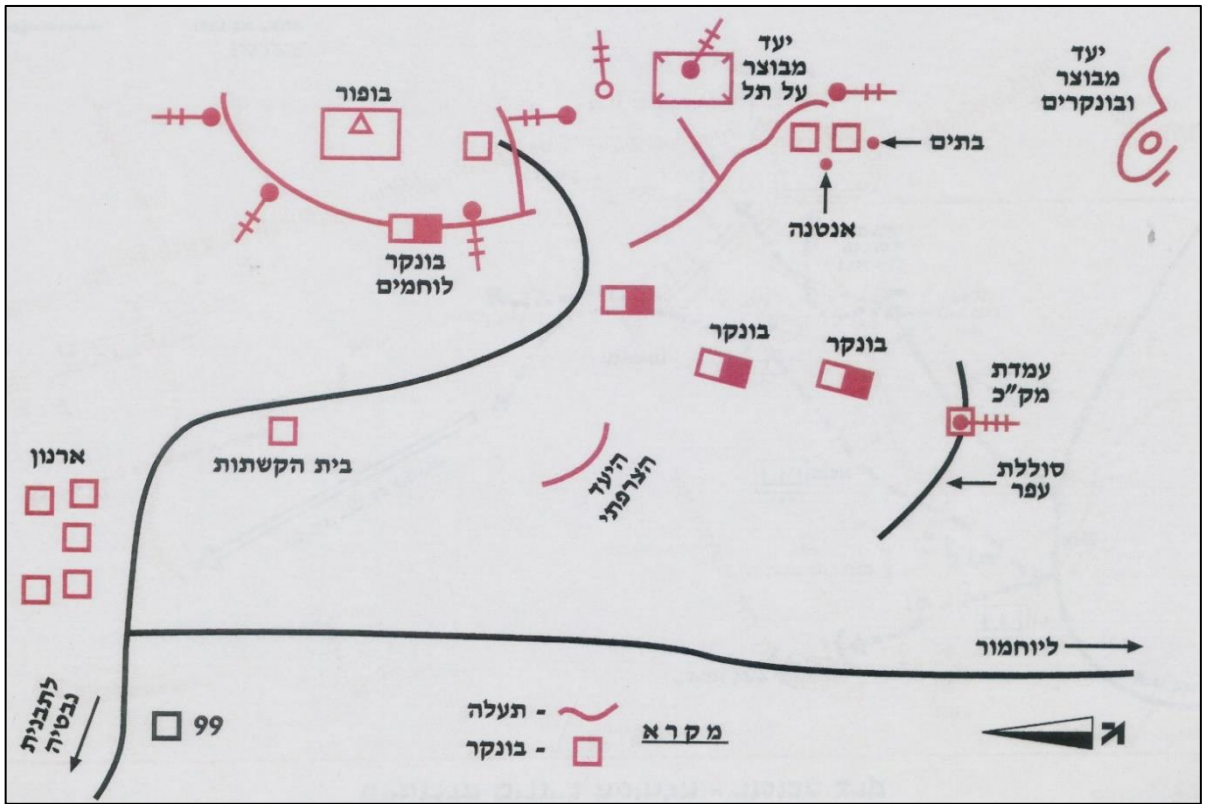 יעד
מבוצר
ובונקרים
יעד
מבוצר
על תל
בופור
בתים
אנטנה
בונקר
לוחמים
בונקר
בונקר
עמדת
מק"כ
סוללת
עפר
היעד
הצרפתי
בית הקשתות
ארנון
ליוחמור
לתבנית
נבטיה
99
מקרא
תעלה -
בונקר -
צ